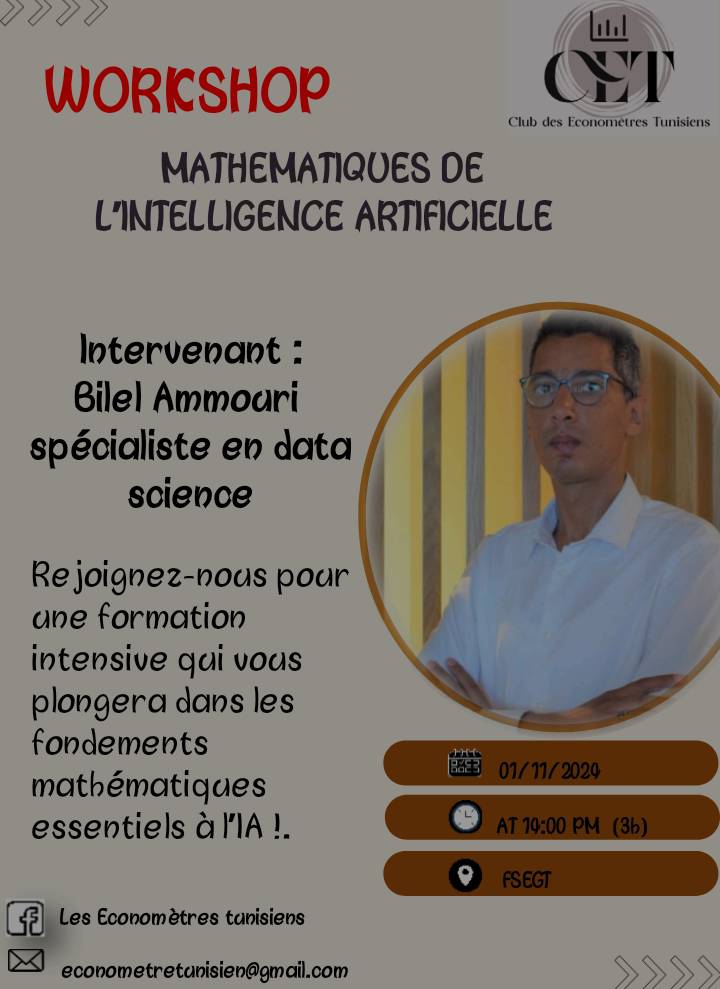 CET
Club des Econometres Tunisiens
WORKSHOP
MATHEMATIQUES DE
L'INTELLIGENCE ARTIFICIELLE
Intervenant :
Bilel Ammouri
spécialiste en data
science
Rejoignez-nous pour
une formation
intensive qui vous
plongera dans les
fondements
mathématiques
essentiels à l'IA !.
01/11/2024
AT 14:00 PM (3h)
FSEGT
Les Economètres tunisiens
econometretunisien@gmail.com